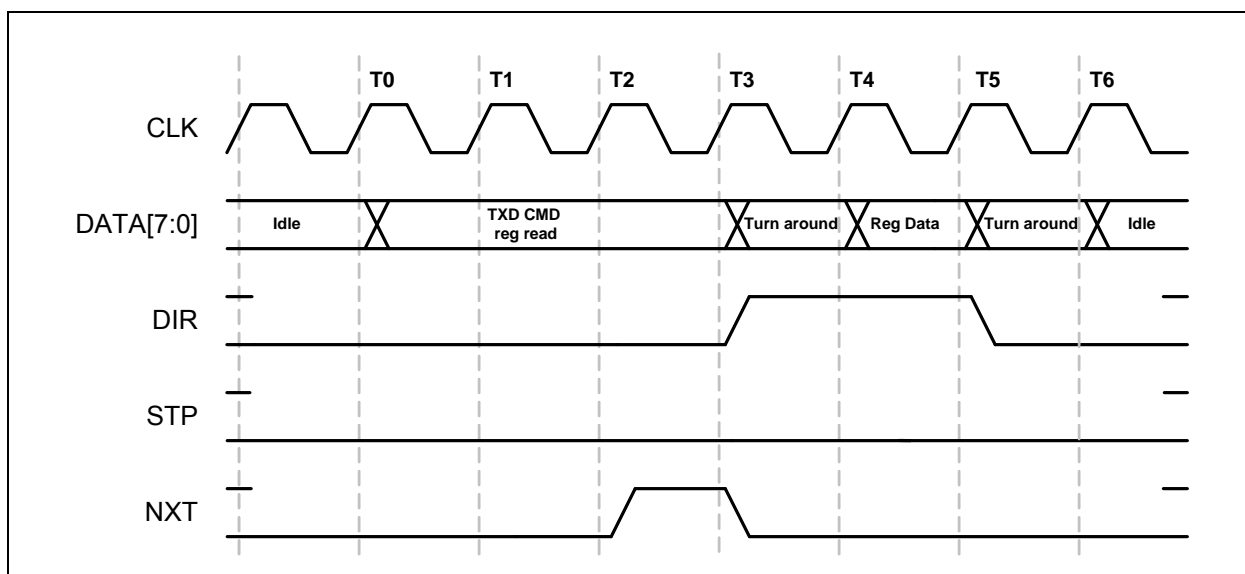 T0 T1 T2 T3 T4 T5 T6
CLK
DATA[7:0]
Idle
TXD CMD
reg read
Turn around
Reg Data
Turn around
Idle
DIR
STP
NXT